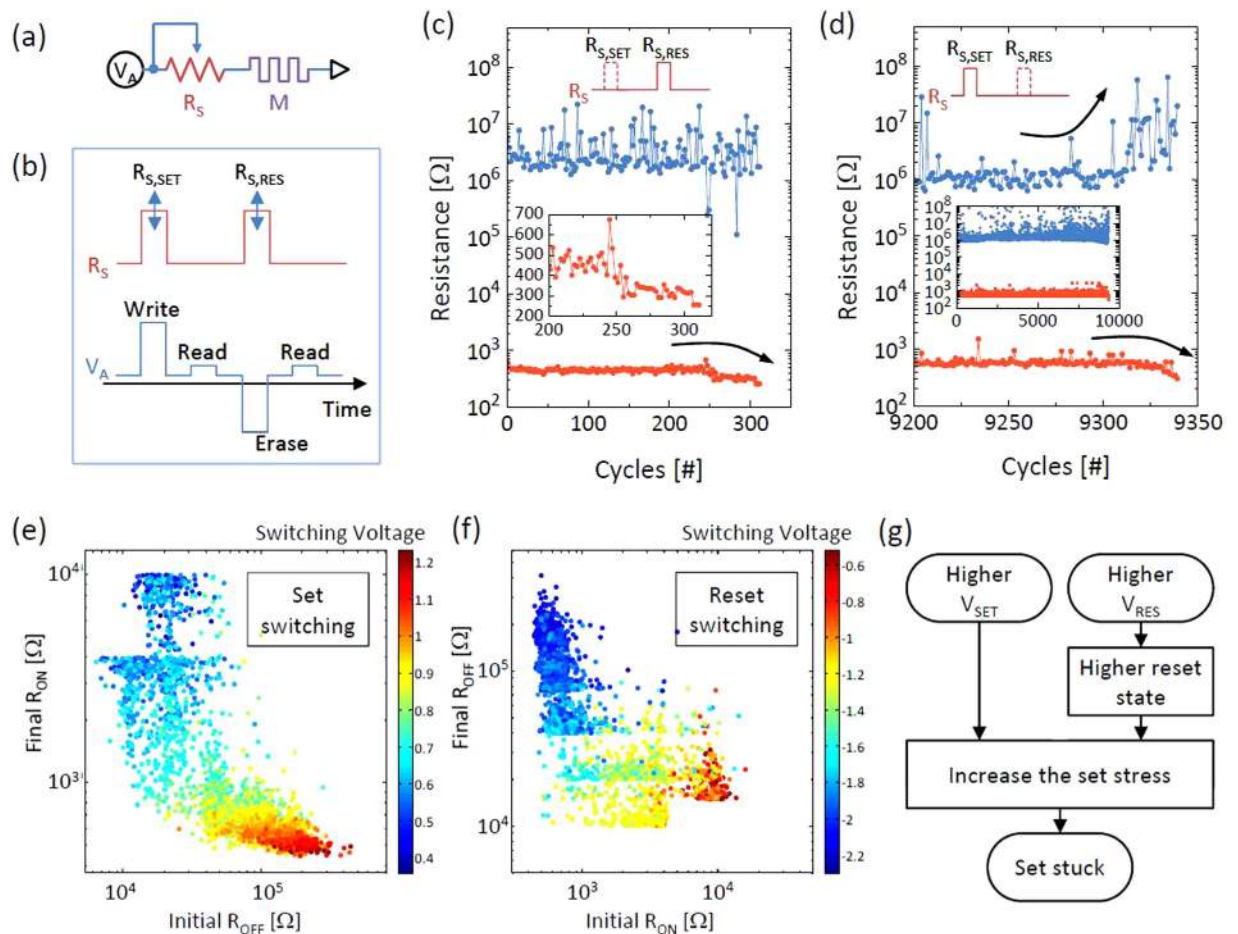 (a)
V_A
R_S
M
(b)
R_S,SET
R_S,RES
R_S
Write
Read
Read
V_A
Time
Erase
(c)
R_S,SET
R_S,RES
R_S
Resistance [Ω]
10^8
10^7
10^6
10^5
10^4
10^3
10^2
700
600
500
400
300
200
200
250
300
0
100
200
300
Cycles [#]
(d)
R_S,SET
R_S,RES
R_S
Resistance [Ω]
10^8
10^7
10^6
10^5
10^4
10^3
10^2
10^8
10^7
10^6
10^5
10^4
10^3
10^2
0
5000
10000
9200
9250
9300
9350
Cycles [#]
(e)
Switching Voltage
Set
switching
Final R_ON [Ω]
10^4
10^3
10^4
10^5
Initial R_OFF [Ω]
1.2
1.1
1
0.9
0.8
0.7
0.6
0.5
0.4
(f)
Switching Voltage
Reset
switching
Final R_OFF [Ω]
10^5
10^4
10^3
10^4
Initial R_ON [Ω]
-0.6
-0.8
-1
-1.2
-1.4
-1.6
-1.8
-2
-2.2
(g)
Higher
V_SET
Higher
V_RES
Higher reset
state
Increase the set stress
Set stuck